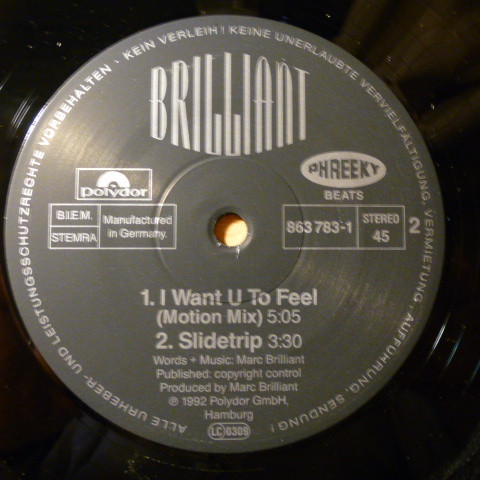 ALLE URHEBER- UND LEISTUNGSSCHUTZRECHTE VORBEHALTEN · KEIN VERLEIH! KEINE UNERLAUBTE VERVIELFÄLTIGUNG, VERMIETUNG, AUFFÜHRUNG, SENDUNG!
BRILLIANT
polydor
PHREEKY
BEATS
B.I.E.M.
STEMRA
Manufactured
in Germany.
863 783-1
STEREO
45
2
1. I Want U To Feel
(Motion Mix) 5:05
2. Slidetrip 3:30
Words + Music: Marc Brilliant
Published: copyright control
Produced by Marc Brilliant
℗ 1992 Polydor GmbH,
Hamburg
LC 0309